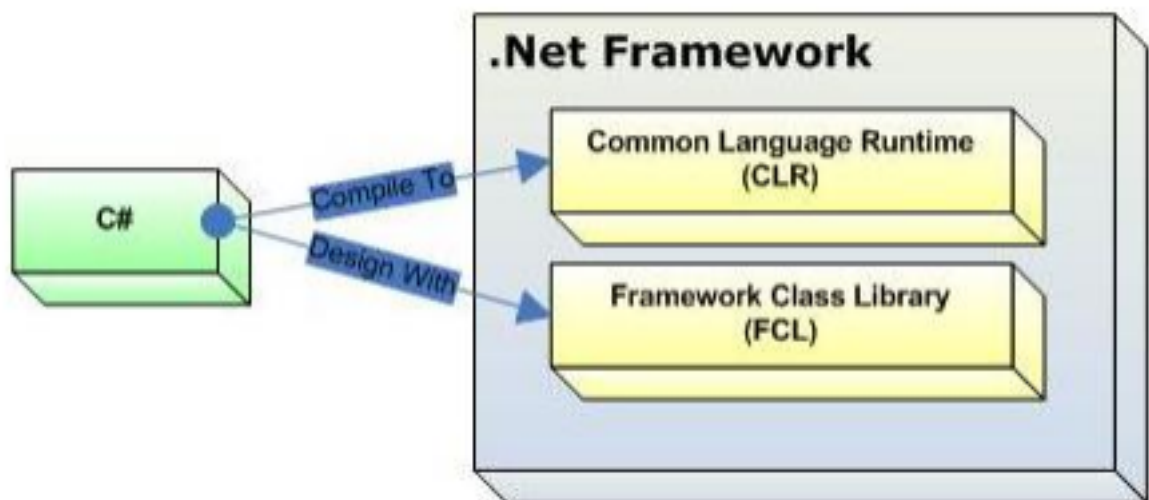 .Net Framework
Common Language Runtime
(CLR)
C#
Compile To
Design With
Framework Class Library
(FCL)